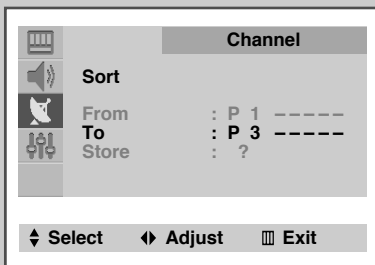 Channel
Sort
From : P 1 -----
To : P 3 -----
Store : ?
Select Adjust Exit